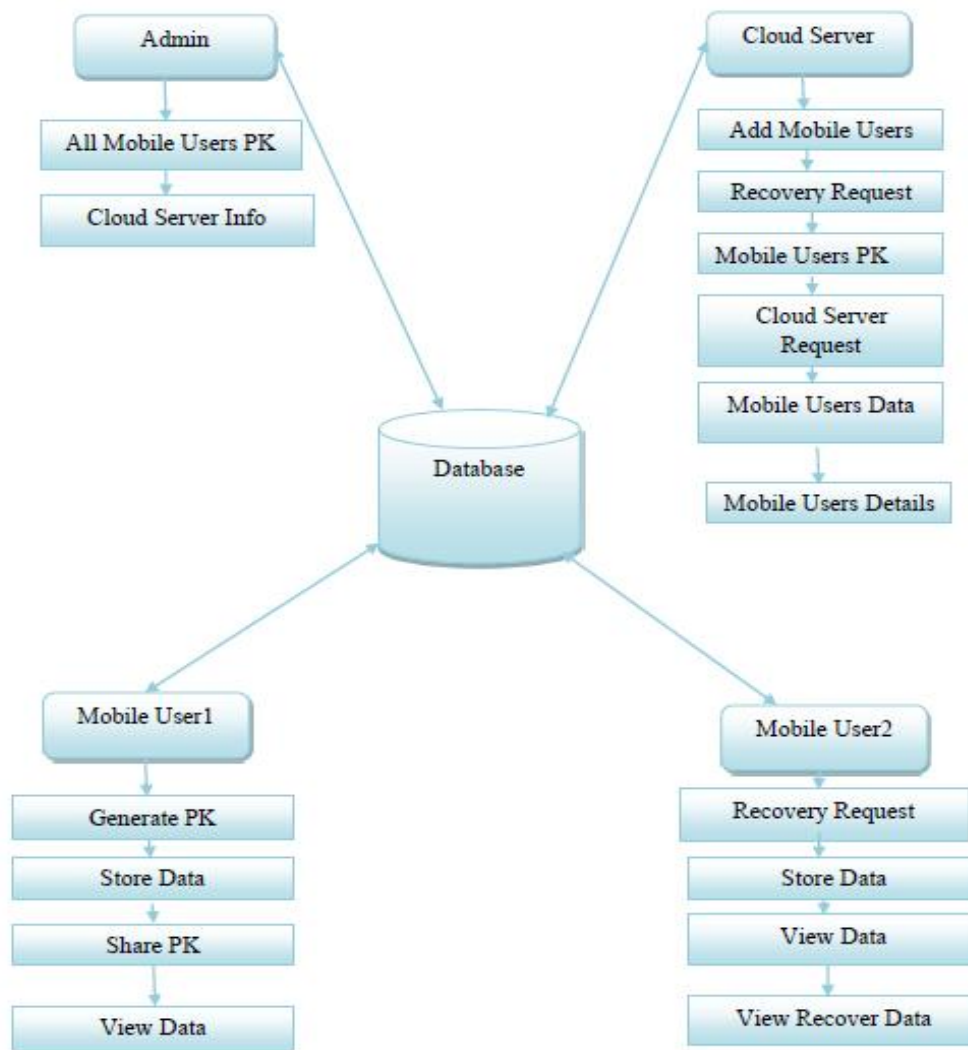 Admin
All Mobile Users PK
Cloud Server Info
Cloud Server
Add Mobile Users
Recovery Request
Mobile Users PK
Cloud Server
Request
Mobile Users Data
Mobile Users Details
Database
Mobile User1
Generate PK
Store Data
Share PK
View Data
Mobile User2
Recovery Request
Store Data
View Data
View Recover Data